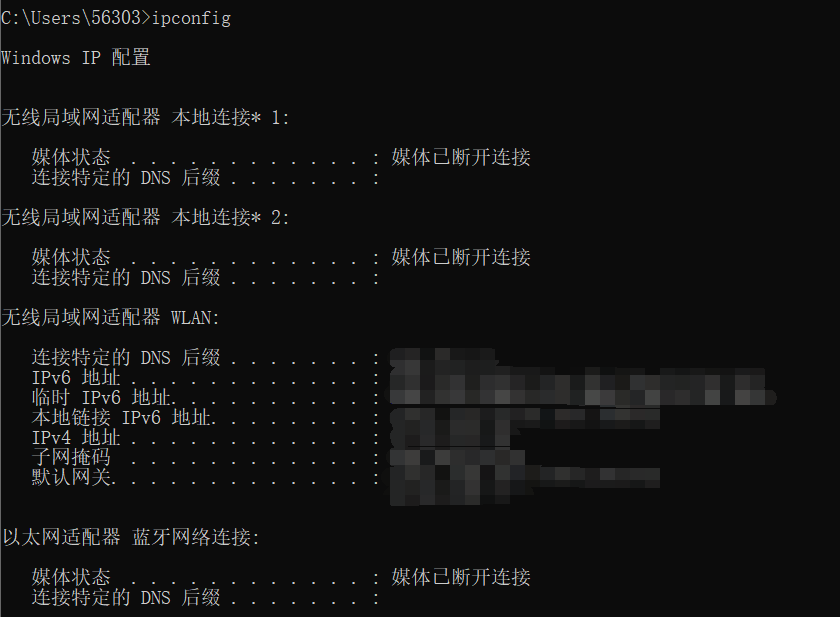 C:\Users\56303>ipconfig
Windows IP 配置
无线局域网适配器 本地连接* 1:
媒体状态 . . . . . . . . . . . . : 媒体已断开连接
连接特定的 DNS 后缀 . . . . . . . :
无线局域网适配器 本地连接* 2:
媒体状态 . . . . . . . . . . . . : 媒体已断开连接
连接特定的 DNS 后缀 . . . . . . . :
无线局域网适配器 WLAN:
连接特定的 DNS 后缀 . . . . . . . :
IPv6 地址 . . . . . . . . . . . . :
临时 IPv6 地址. . . . . . . . . . :
本地链接 IPv6 地址. . . . . . . . :
IPv4 地址 . . . . . . . . . . . . :
子网掩码 . . . . . . . . . . . . :
默认网关. . . . . . . . . . . . . :
以太网适配器 蓝牙网络连接:
媒体状态 . . . . . . . . . . . . : 媒体已断开连接
连接特定的 DNS 后缀 . . . . . . . :